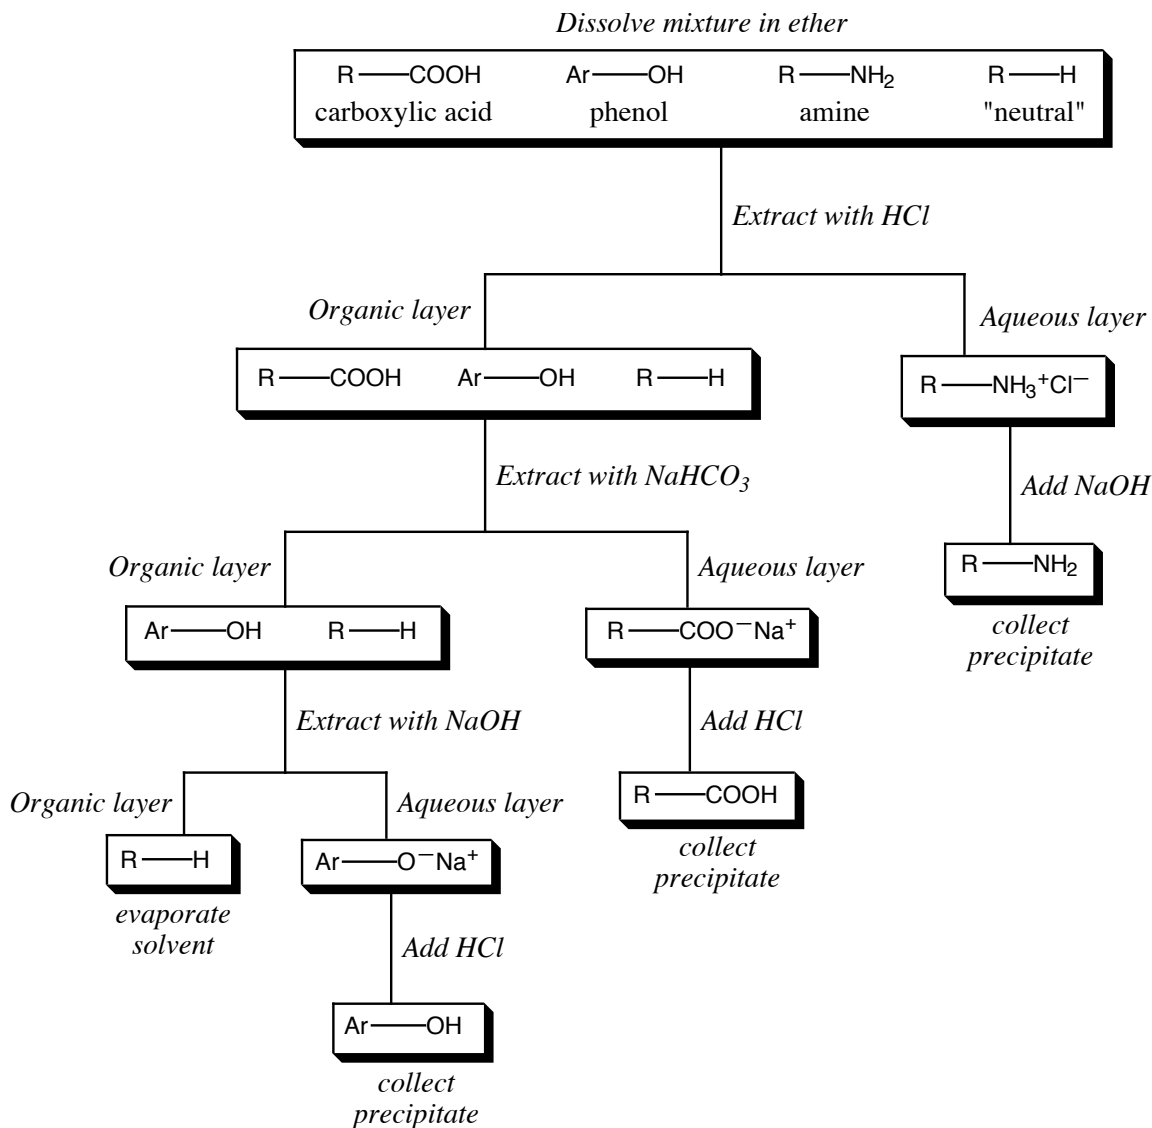 Dissolve mixture in ether
R—COOH Ar—OH R—NH₂ R—H
carboxylic acid phenol amine "neutral"
Extract with HCl
Organic layer
Aqueous layer
R—COOH Ar—OH R—H
R—NH₃⁺Cl⁻
Extract with NaHCO₃
Add NaOH
Organic layer
Aqueous layer
R—NH₂
collect
precipitate
Ar—OH R—H
R—COO⁻Na⁺
Extract with NaOH
Add HCl
Organic layer
Aqueous layer
R—COOH
collect
precipitate
R—H
Ar—O⁻Na⁺
evaporate
solvent
Add HCl
Ar—OH
collect
precipitate